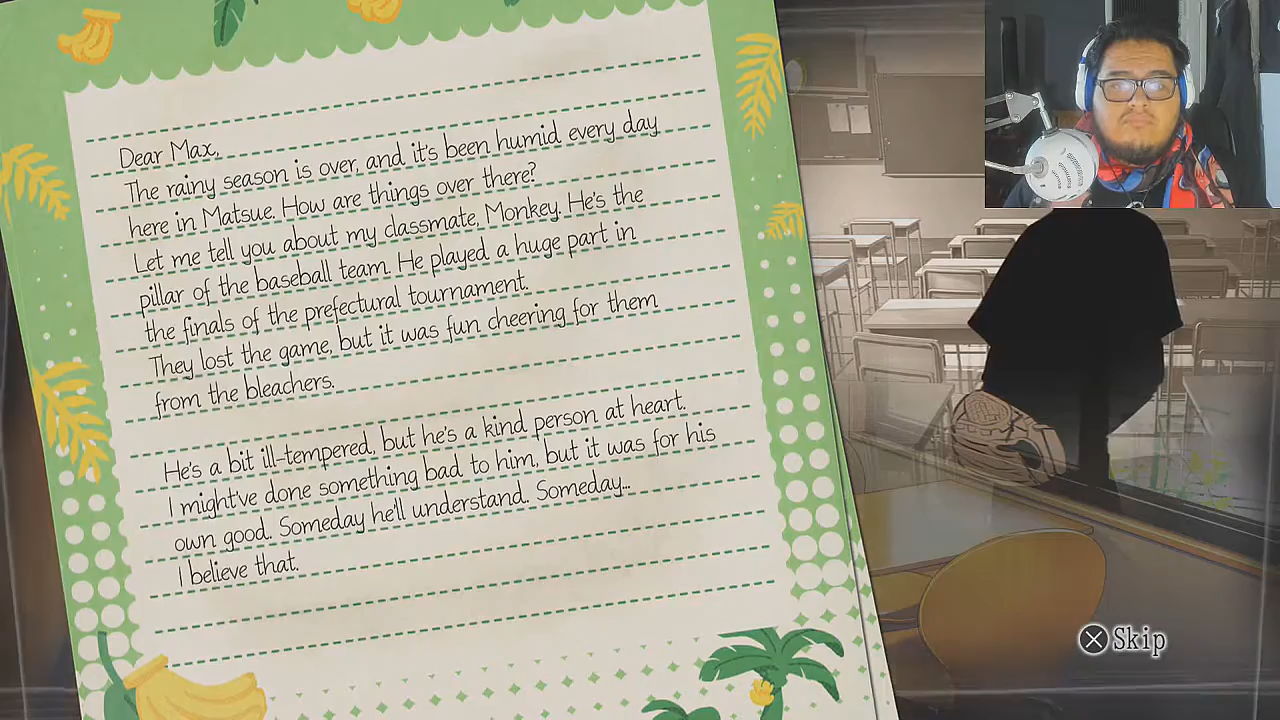 Dear Max,
The rainy season is over, and it's been humid every day
here in Matsue. How are things over there?
Let me tell you about my classmate, Monkey. He's the
pillar of the baseball team. He played a huge part in
the finals of the prefectural tournament.
They lost the game, but it was fun cheering for them
from the bleachers.
He's a bit ill-tempered, but he's a kind person at heart.
I might've done something bad to him, but it was for his
own good. Someday he'll understand. Someday...
I believe that.
Skip